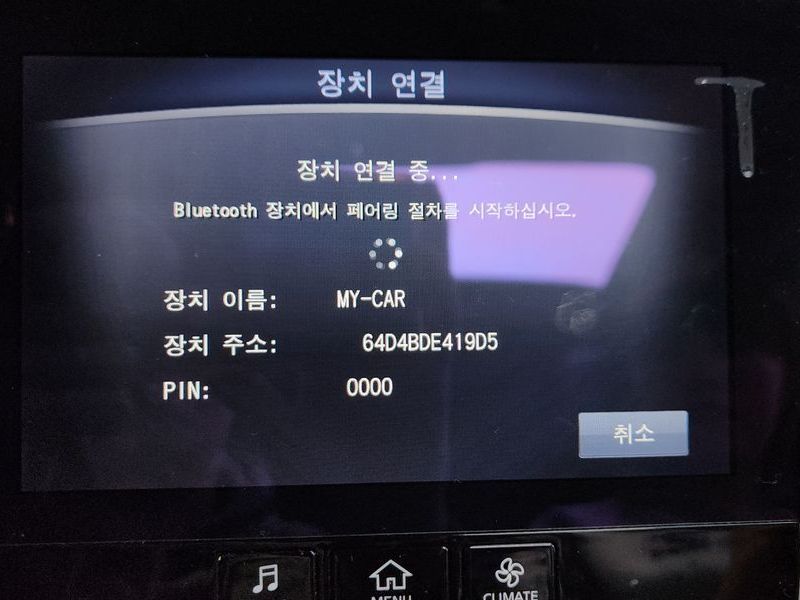 장치 연결
장치 연결 중...
Bluetooth 장치에서 페어링 절차를 시작하십시오.
장치 이름: MY-CAR
장치 주소: 64D4BDE419D5
PIN: 0000
취소
MENU
CLIMATE